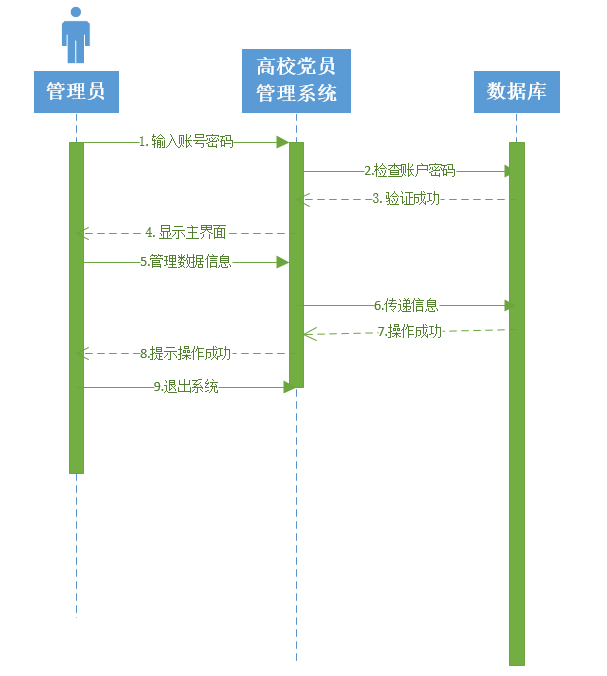 管理员
高校党员
管理系统
数据库
1. 输入账号密码
2.检查账户密码
3. 验证成功
4. 显示主界面
5.管理数据信息
6.传递信息
7.操作成功
8.提示操作成功
9.退出系统